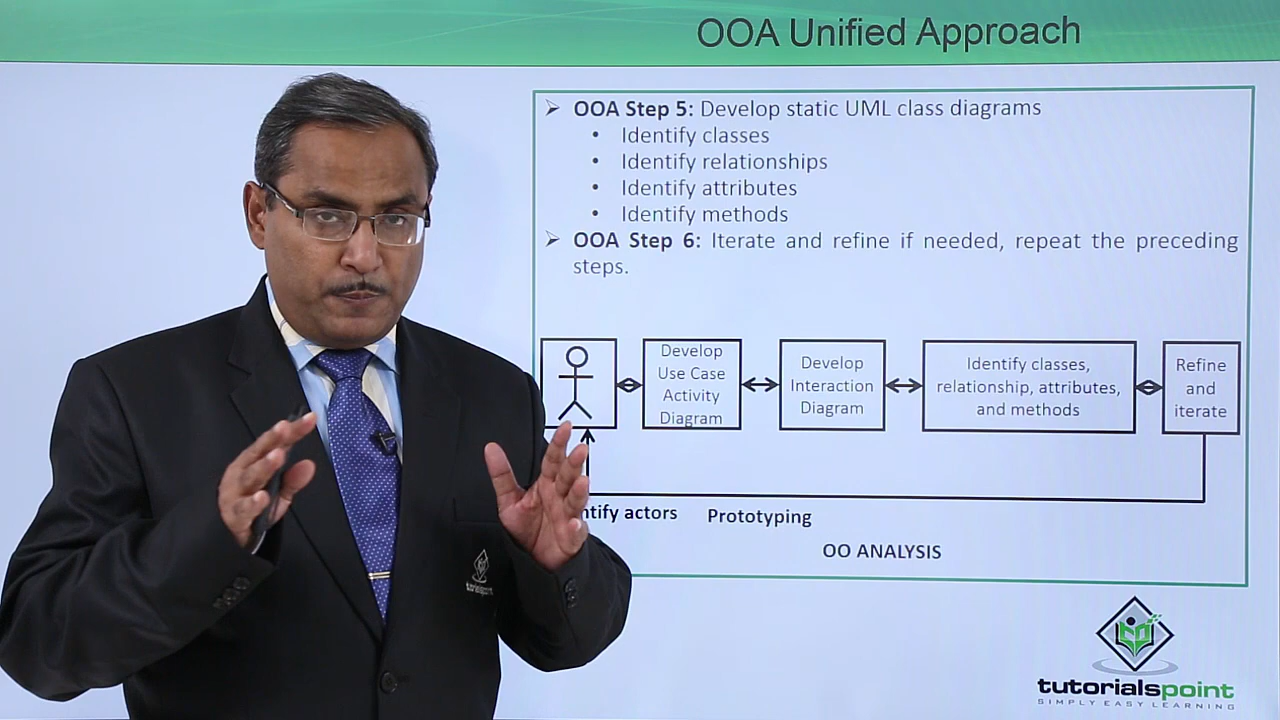 OOA Unified Approach
➢ OOA Step 5: Develop static UML class diagrams
• Identify classes
• Identify relationships
• Identify attributes
• Identify methods
➢ OOA Step 6: Iterate and refine if needed, repeat the preceding
steps.
Develop
Use Case
Activity
Diagram
Develop
Interaction
Diagram
Identify classes,
relationship, attributes,
and methods
Refine
and
iterate
ntify actors
Prototyping
OO ANALYSIS
tutorialspoint
SIMPLY EASY LEARNING